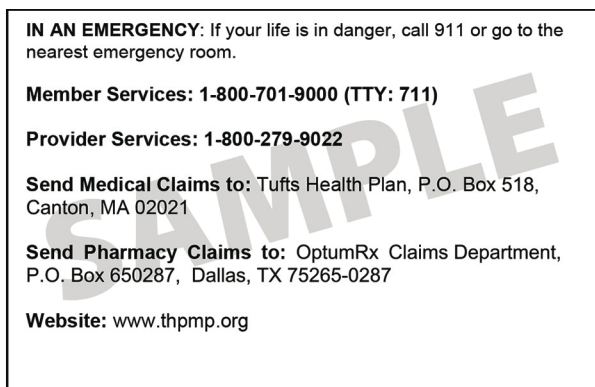 IN AN EMERGENCY: If your life is in danger, call 911 or go to the
nearest emergency room.
Member Services: 1-800-701-9000 (TTY: 711)
Provider Services: 1-800-279-9022
Send Medical Claims to: Tufts Health Plan, P.O. Box 518,
Canton, MA 02021
Send Pharmacy Claims to: OptumRx Claims Department,
P.O. Box 650287, Dallas, TX 75265-0287
Website: www.thpmp.org
SAMPLE